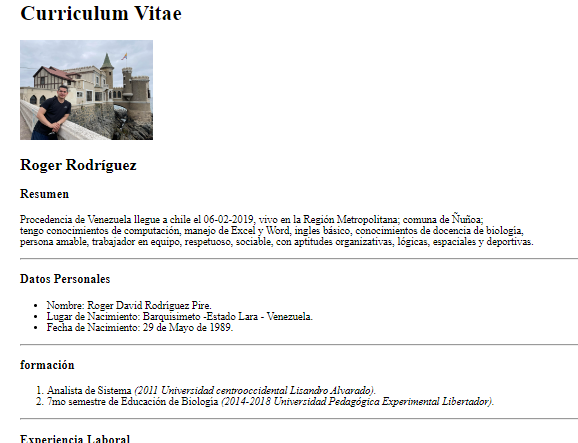 Curriculum Vitae
Roger Rodríguez
Resumen
Procedencia de Venezuela llegue a chile el 06-02-2019, vivo en la Región Metropolitana; comuna de Ñuñoa;
tengo conocimientos de computación, manejo de Excel y Word, ingles básico, conocimientos de docencia de biologia,
persona amable, trabajador en equipo, respetuoso, sociable, con aptitudes organizativas, lógicas, espaciales y deportivas.
Datos Personales
• Nombre: Roger David Rodriguez Pire.
• Lugar de Nacimiento: Barquisimeto -Estado Lara - Venezuela.
• Fecha de Nacimiento: 29 de Mayo de 1989.
formación
1. Analista de Sistema (2011 Universidad centrooccidental Lisandro Alvarado).
2. 7mo semestre de Educación de Biologia (2014-2018 Universidad Pedagógica Experimental Libertador).
Experiencia Laboral